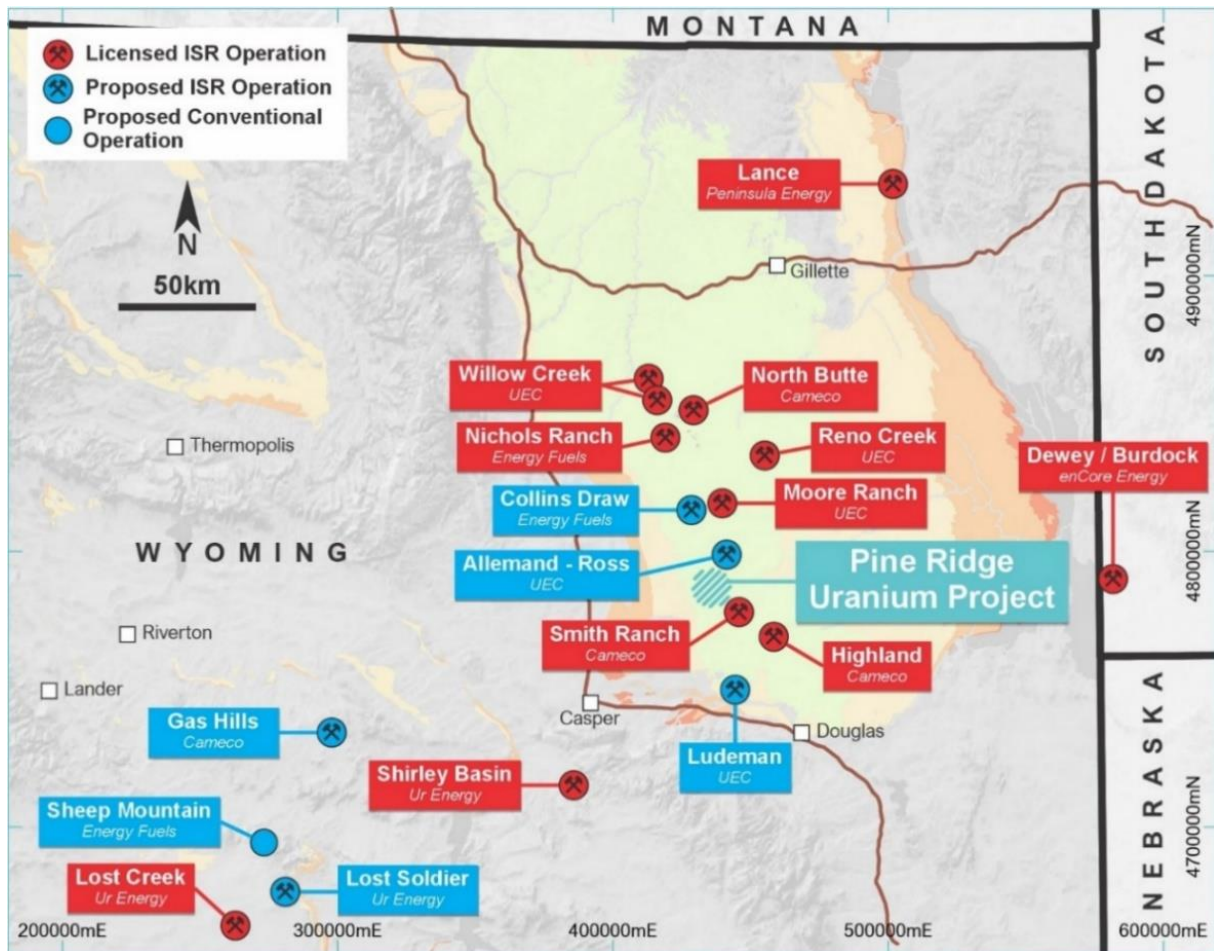 MONTANA
Licensed ISR Operation
Proposed ISR Operation
Proposed Conventional
Operation
N
50km
SOUTH DAKOTA
Lance
Peninsula Energy
Gillette
4900000mN
Willow Creek
UEC
North Butte
Cameco
Nichols Ranch
Energy Fuels
Reno Creek
UEC
Thermopolis
Dewey / Burdock
enCore Energy
Collins Draw
Energy Fuels
Moore Ranch
UEC
WYOMING
Allemand - Ross
UEC
Pine Ridge
Uranium Project
4800000mN
Riverton
Smith Ranch
Cameco
Highland
Cameco
Lander
Casper
Douglas
Gas Hills
Cameco
Ludeman
UEC
NEBRASKA
Shirley Basin
Ur Energy
Sheep Mountain
Energy Fuels
4700000mN
Lost Creek
Ur Energy
Lost Soldier
Ur Energy
200000mE
300000mE
400000mE
500000mE
600000mE